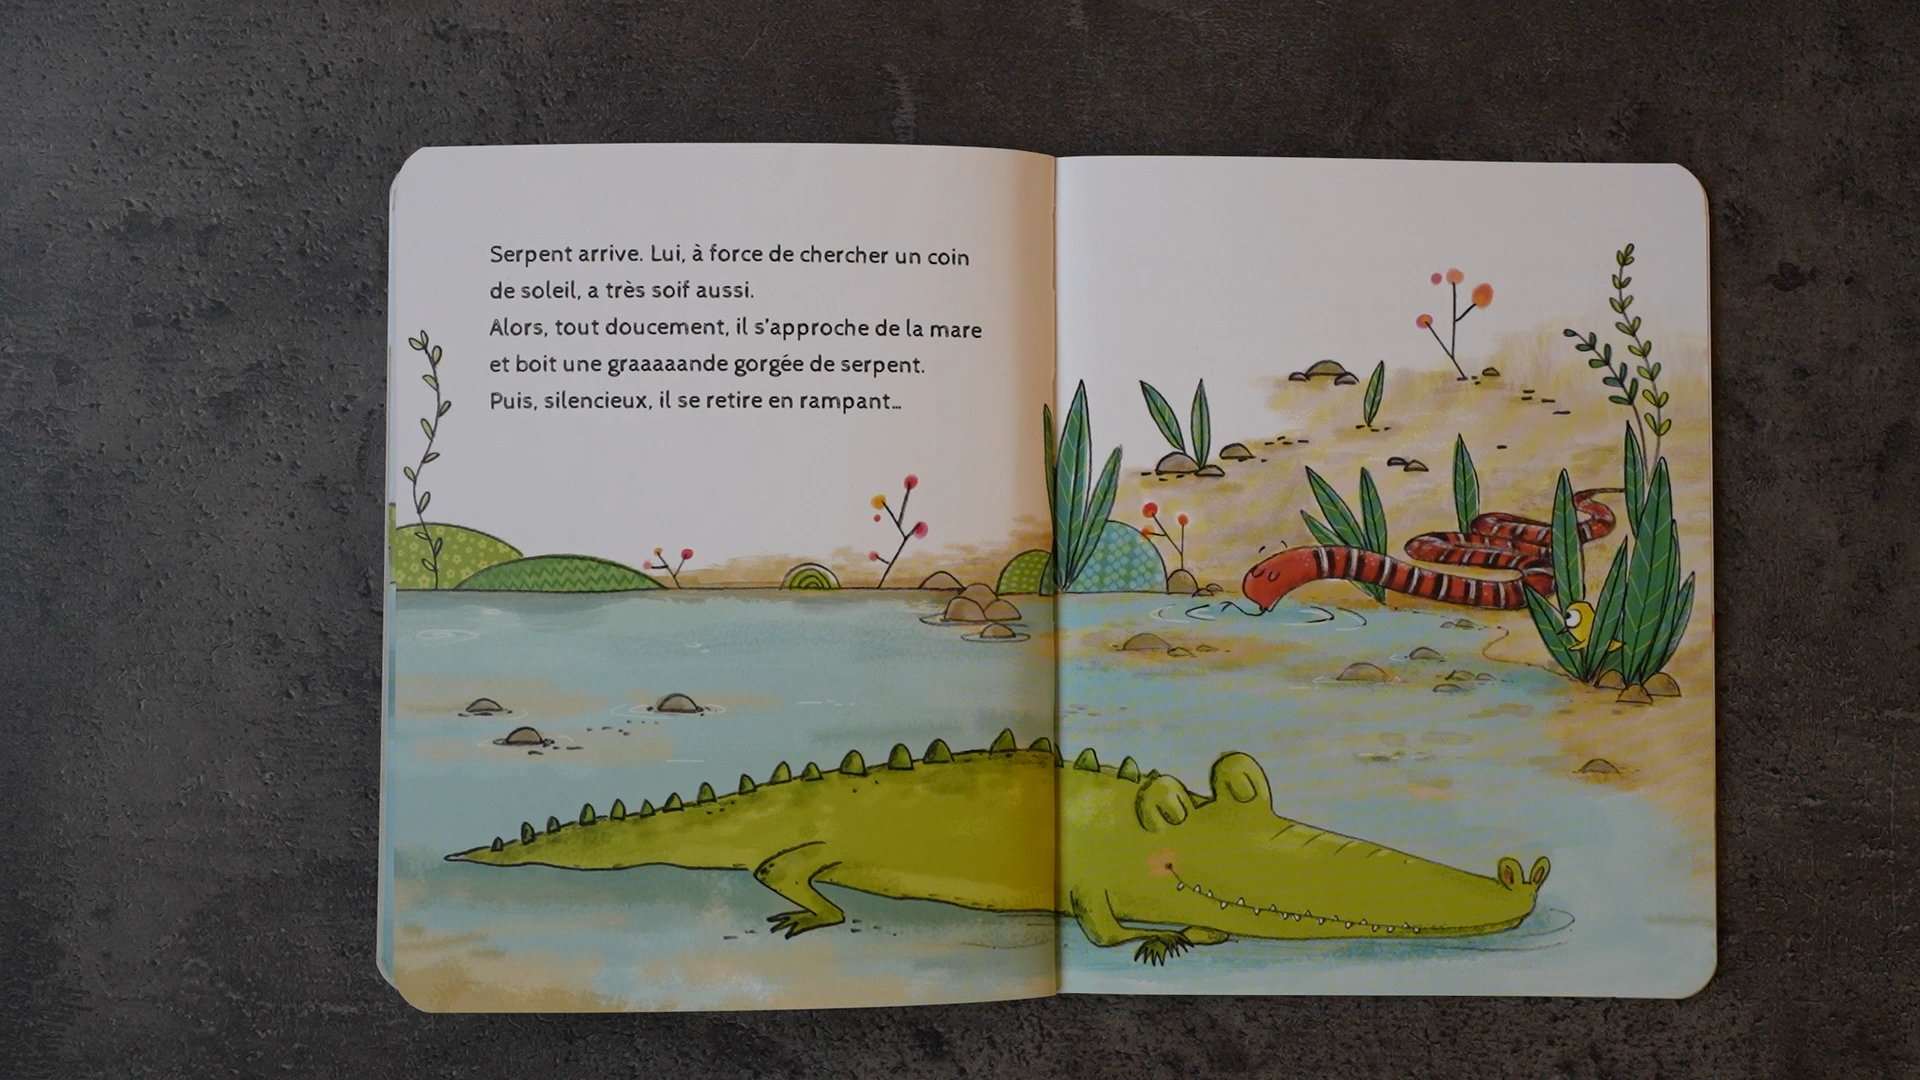 Serpent arrive. Lui, à force de chercher un coin
de soleil, a très soif aussi.
Alors, tout doucement, il s'approche de la mare
et boit une graaaaande gorgée de serpent.
Puis, silencieux, il se retire en rampant…